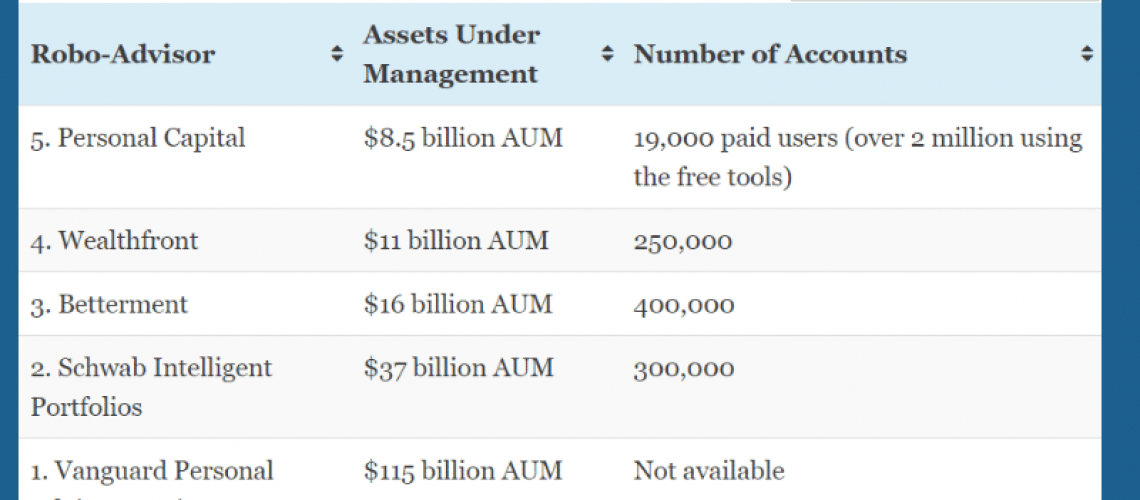 Robo-Advisor
Assets Under
Management
Number of Accounts
5. Personal Capital
$8.5 billion AUM
19,000 paid users (over 2 million using
the free tools)
4. Wealthfront
$11 billion AUM
250,000
3. Betterment
$16 billion AUM
400,000
2. Schwab Intelligent
Portfolios
$37 billion AUM
300,000
1. Vanguard Personal
$115 billion AUM
Not available